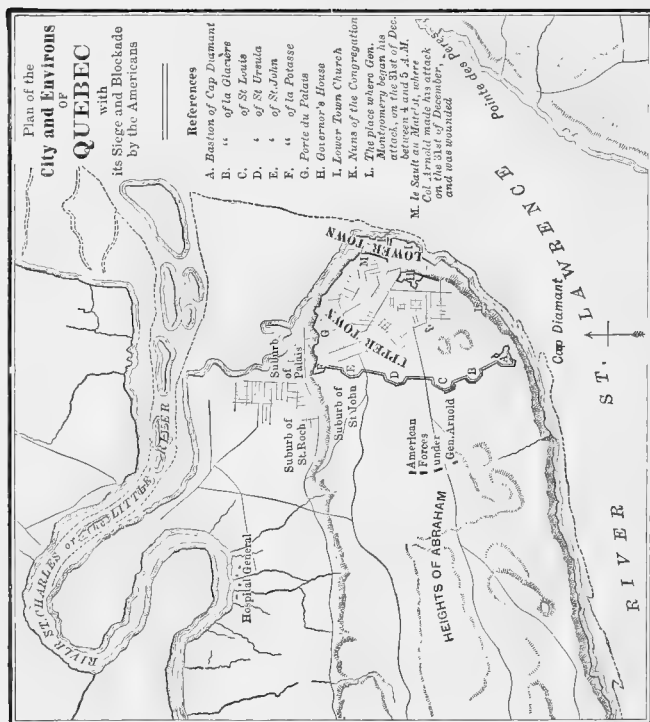 Plan of the
City and Environs
OF
QUEBEC
with
its Siege and Blockade
by the Americans
References
A. Bastion of Cap Diamant
B. " of la Glaciere
C. of St Louis
D. " of St Ursula
E. " of St. John
F. " of la Potasse
G. Porte du Palais
H. Governor's House
I. Lower Town Church
K. Nuns of the Congregation
L. The place where Gen.
Montgomery began his
attack, on the 31st of Dec.
between 4 and 5 A.M.
M. le Sault au Matelot, where
Col Arnold made his attack
on the 31st of December,
and was wounded
RIVER ST. CHARLES or the LITTLE RIVER
Hospital General
Suburb of
St. Roch
Suburb
of
Palais
Suburb of
St John
UPPER TOWN
LOWER TOWN
G
F
E
D
C
B
A
M
H
I
American
Forces
under
Gen. Arnold
HEIGHTS OF ABRAHAM
Cap Diamant
Pointe des Peres
RIVER ST. LAWRENCE